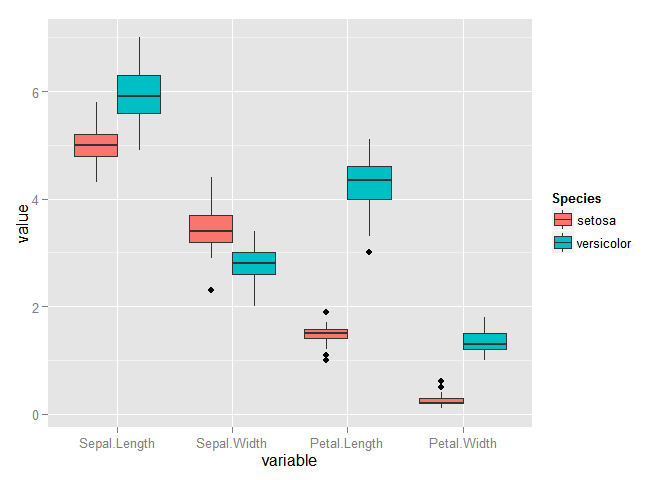 value
6
4
2
0
Sepal.Length
Sepal.Width
Petal.Length
Petal.Width
variable
Species
setosa
versicolor